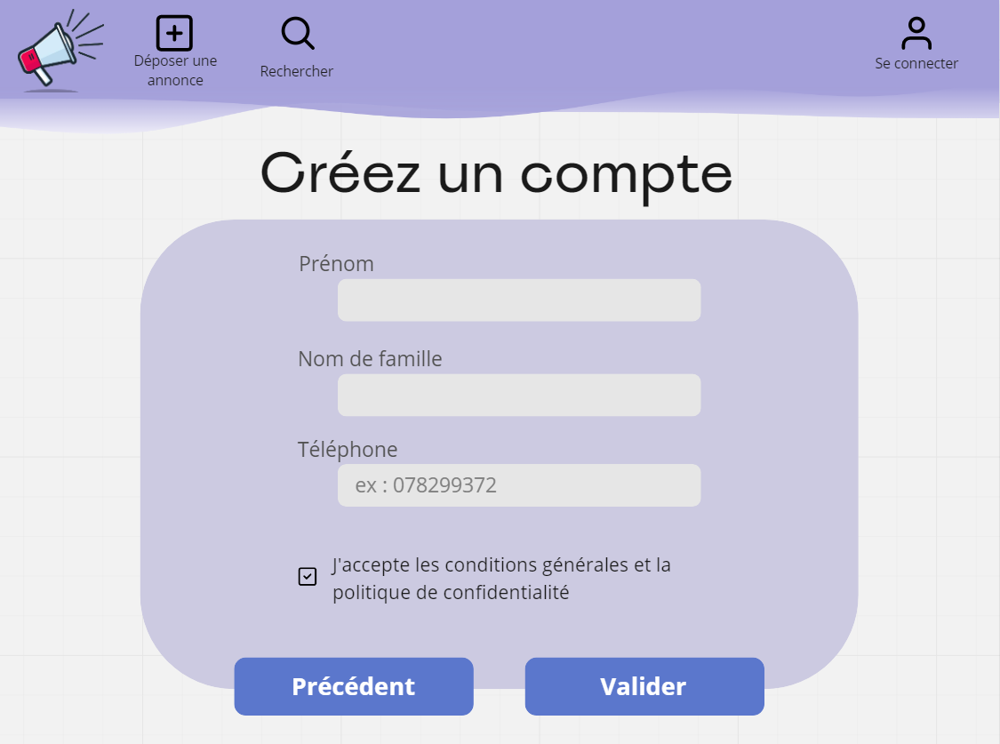 Déposer une
annonce
Rechercher
Se connecter
Créez un compte
Prénom
Nom de famille
Téléphone
ex : 078299372
J'accepte les conditions générales et la
politique de confidentialité
Précédent
Valider